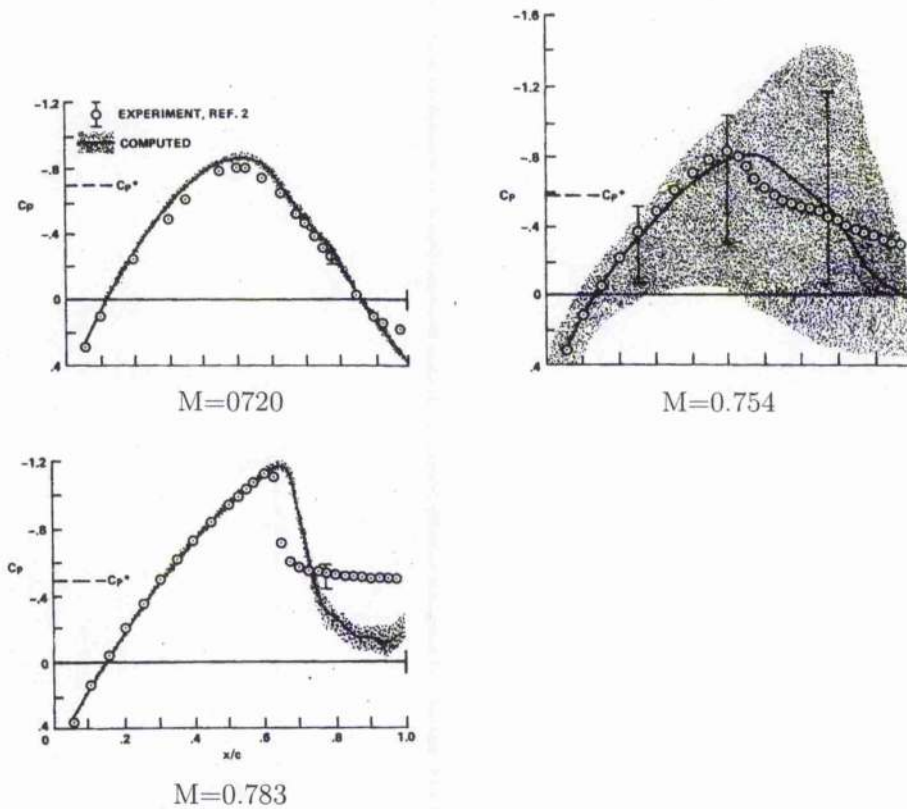 -1.2
-.8
-.4
0
.4
CP
EXPERIMENT, REF. 2
COMPUTED
CP*
M=0720
-1.6
-1.2
-.8
-.4
0
.4
CP
CP*
M=0.754
-1.2
-.8
-.4
0
.4
CP
CP*
0 .2 .4 .6 .8 1.0
x/c
M=0.783